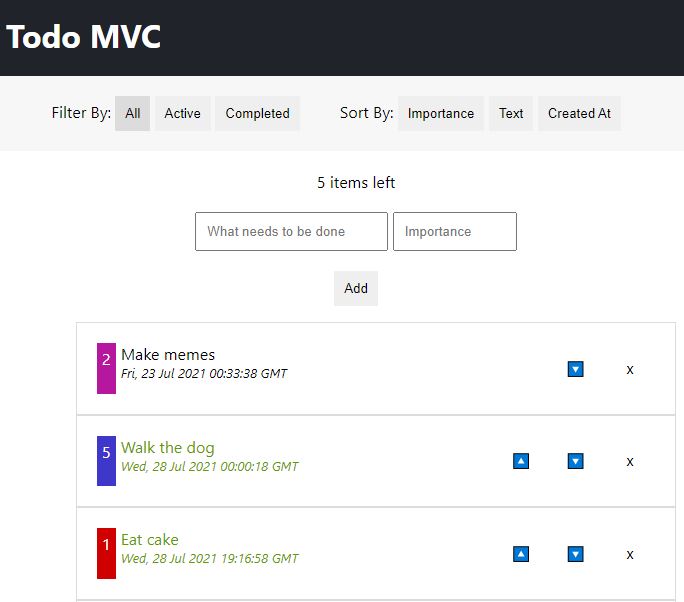 Todo MVC
Filter By: All Active Completed Sort By: Importance Text Created At
5 items left
What needs to be done Importance
Add
2 Make memes
Fri, 23 Jul 2021 00:33:38 GMT
x
5 Walk the dog
Wed, 28 Jul 2021 00:00:18 GMT
x
1 Eat cake
Wed, 28 Jul 2021 19:16:58 GMT
x